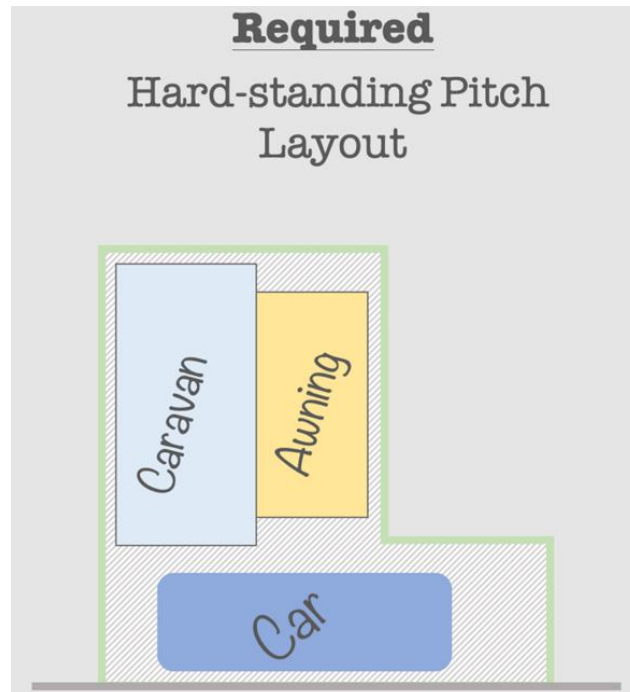 Required
Hard-standing Pitch
Layout
Caravan
Awning
Car